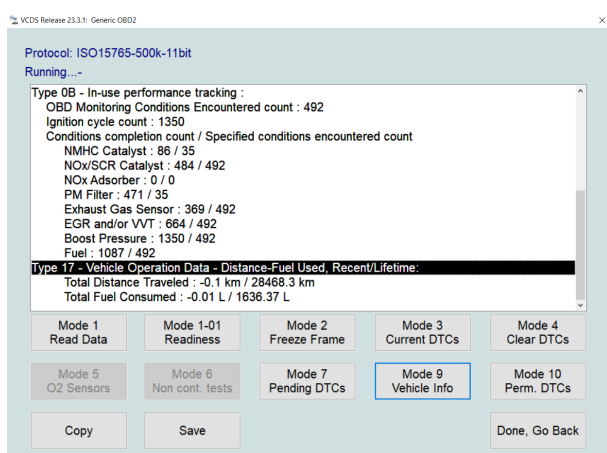 VCDS Release 23.3.1: Generic OBD2
Protocol: ISO15765-500k-11bit
Running...-
Type 0B - In-use performance tracking :
OBD Monitoring Conditions Encountered count : 492
Ignition cycle count : 1350
Conditions completion count / Specified conditions encountered count
NMHC Catalyst : 86 / 35
NOx/SCR Catalyst : 484 / 492
NOx Adsorber : 0 / 0
PM Filter : 471 / 35
Exhaust Gas Sensor : 369 / 492
EGR and/or VVT : 664 / 492
Boost Pressure : 1350 / 492
Fuel : 1087 / 492
Type 17 - Vehicle Operation Data - Distance-Fuel Used, Recent/Lifetime:
Total Distance Traveled : -0.1 km / 28468.3 km
Total Fuel Consumed : -0.01 L / 1636.37 L
Mode 1 Mode 1-01 Mode 2 Mode 3 Mode 4
Read Data Readiness Freeze Frame Current DTCs Clear DTCs
Mode 5 Mode 6 Mode 7 Mode 9 Mode 10
O2 Sensors Non cont. tests Pending DTCs Vehicle Info Perm. DTCs
Copy Save Done, Go Back